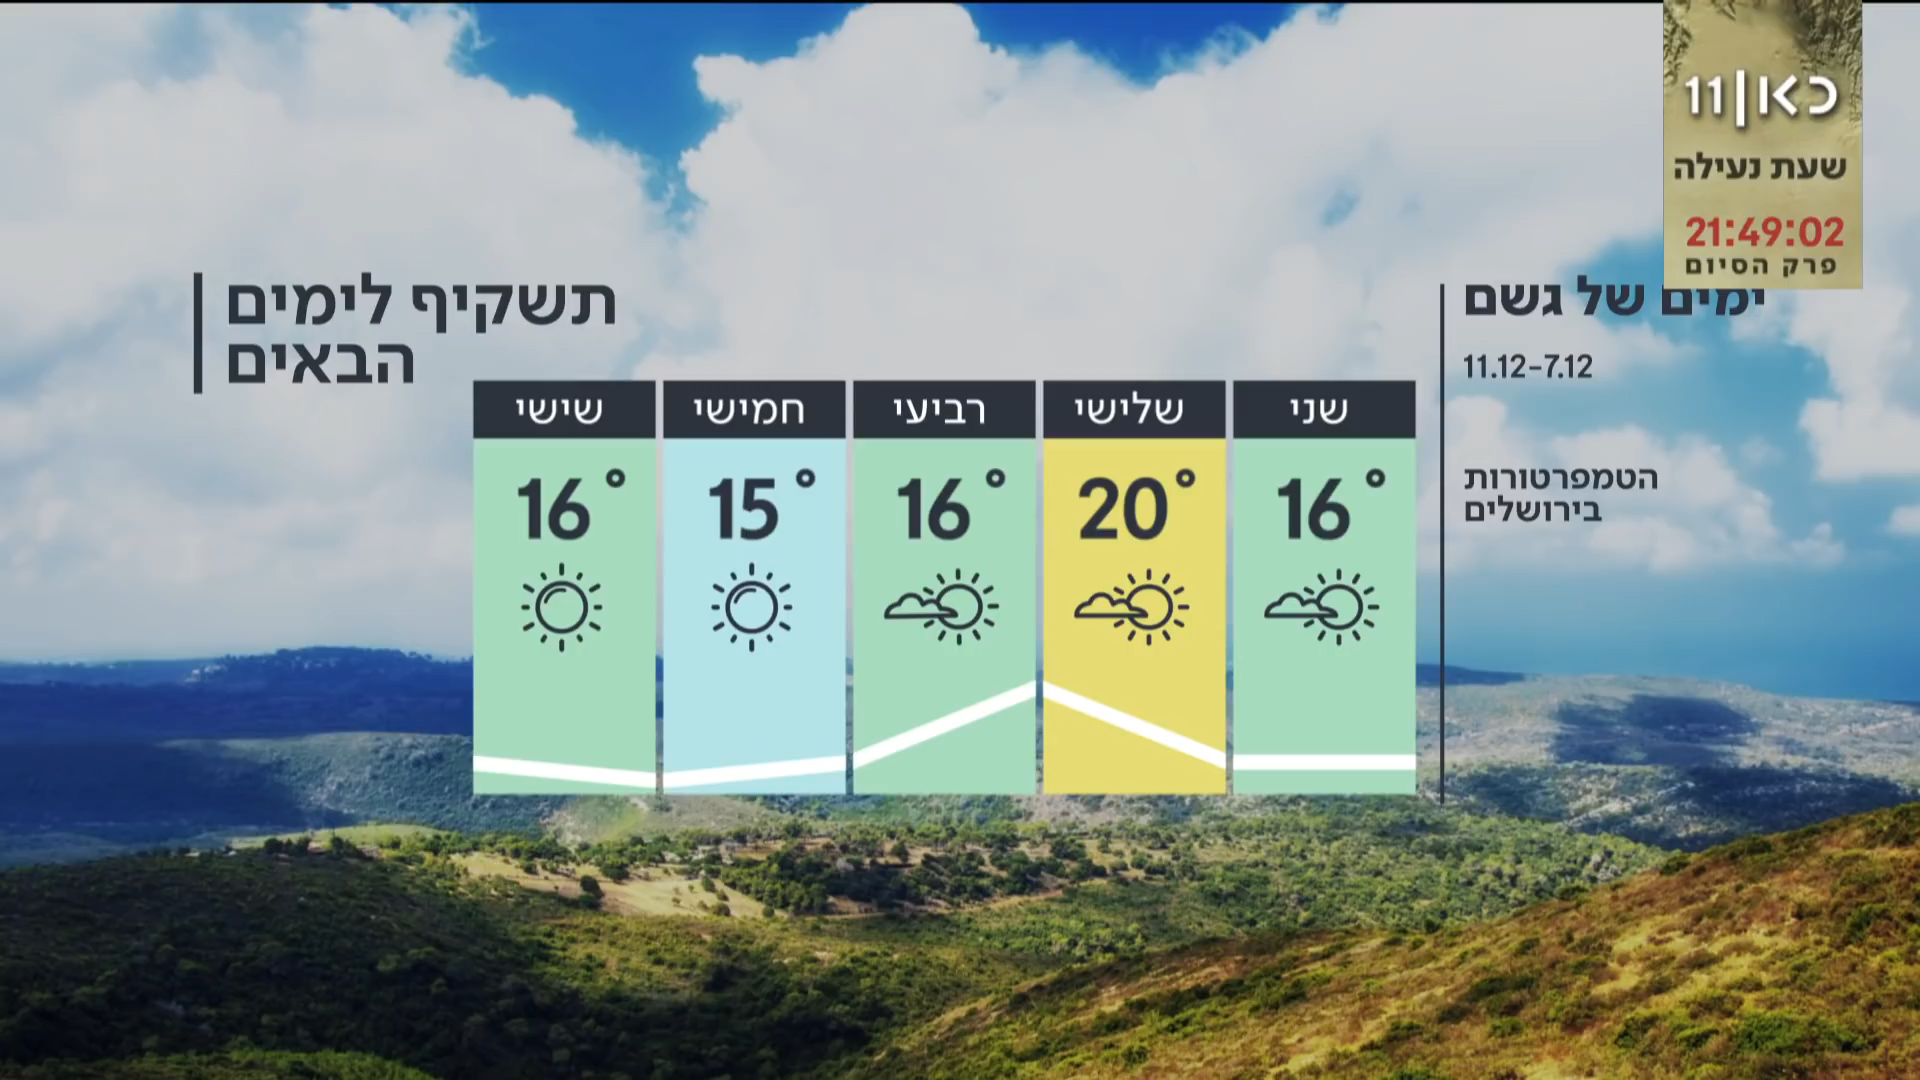 כאן|11
שעת נעילה
21:49:02
פרק הסיום
ימים של גשם
11.12-7.12
הטמפרטורות
בירושלים
תשקיף לימים
הבאים
שני
שלישי
רביעי
חמישי
שישי
16°
20°
16°
15°
16°